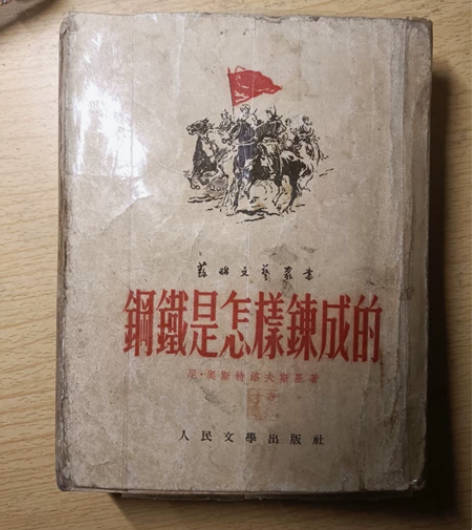 蘇聯文藝叢書
鋼鐵是怎樣鍊成的
尼·奧斯特洛夫斯基著
人民文學出版社